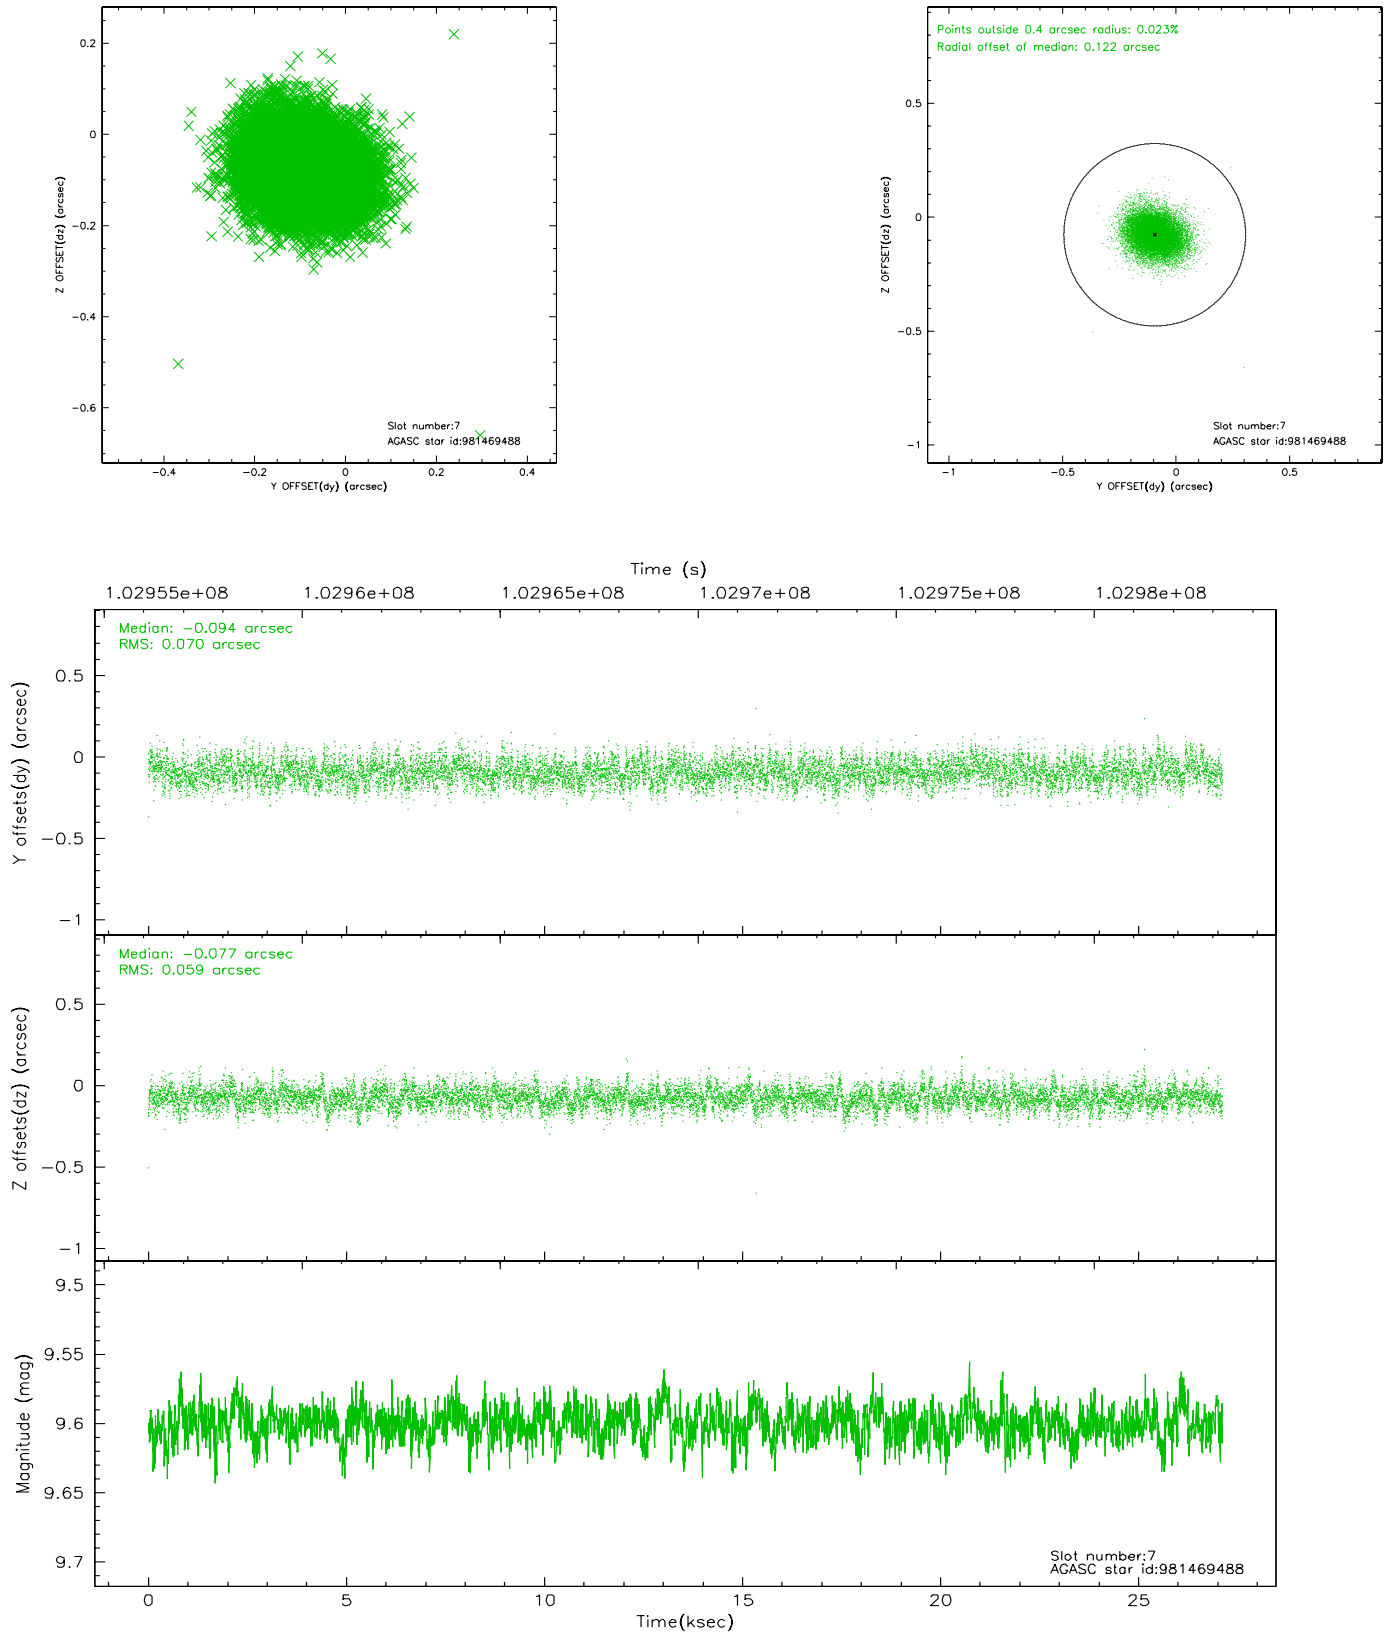 0.2
0
−0.2
−0.4
−0.6
Z OFFSET(dz) (arcsec)
Slot number:7
AGASC star id:981469488
−0.4 −0.2 0 0.2 0.4
Y OFFSET(dy) (arcsec)
Points outside 0.4 arcsec radius: 0.023%
Radial offset of median: 0.122 arcsec
0.5
0
−0.5
−1
Z OFFSET(dz) (arcsec)
Slot number:7
AGASC star id:981469488
−1 −0.5 0 0.5
Y OFFSET(dy) (arcsec)
Time (s)
1.02955e+08 1.0296e+08 1.02965e+08 1.0297e+08 1.02975e+08 1.0298e+08
Median: −0.094 arcsec
RMS: 0.070 arcsec
0.5
0
−0.5
−1
Y offsets(dy) (arcsec)
Median: −0.077 arcsec
RMS: 0.059 arcsec
0.5
0
−0.5
−1
Z offsets(dz) (arcsec)
9.5
9.55
9.6
9.65
9.7
Magnitude (mag)
Slot number:7
AGASC star id:981469488
0 5 10 15 20 25
Time(ksec)